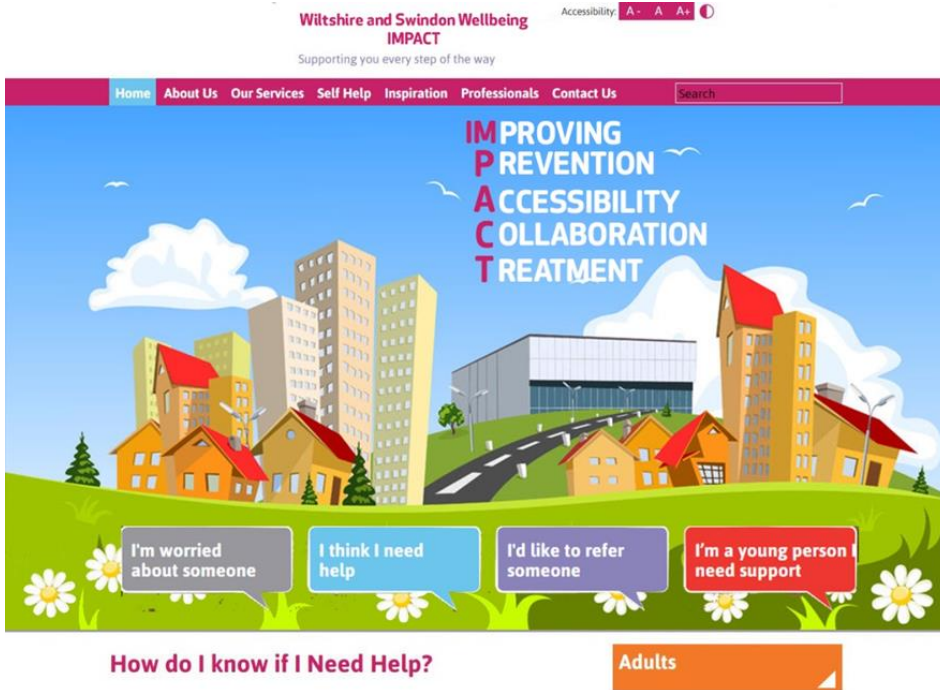 Wiltshire and Swindon Wellbeing
IMPACT
Supporting you every step of the way
Accessibility: A - A A+
Home About Us Our Services Self Help Inspiration Professionals Contact Us Search
IMPROVING
PREVENTION
ACCESSIBILITY
COLLABORATION
TREATMENT
I'm worried
about someone
I think I need
help
I'd like to refer
someone
I'm a young person I
need support
How do I know if I Need Help?
Adults